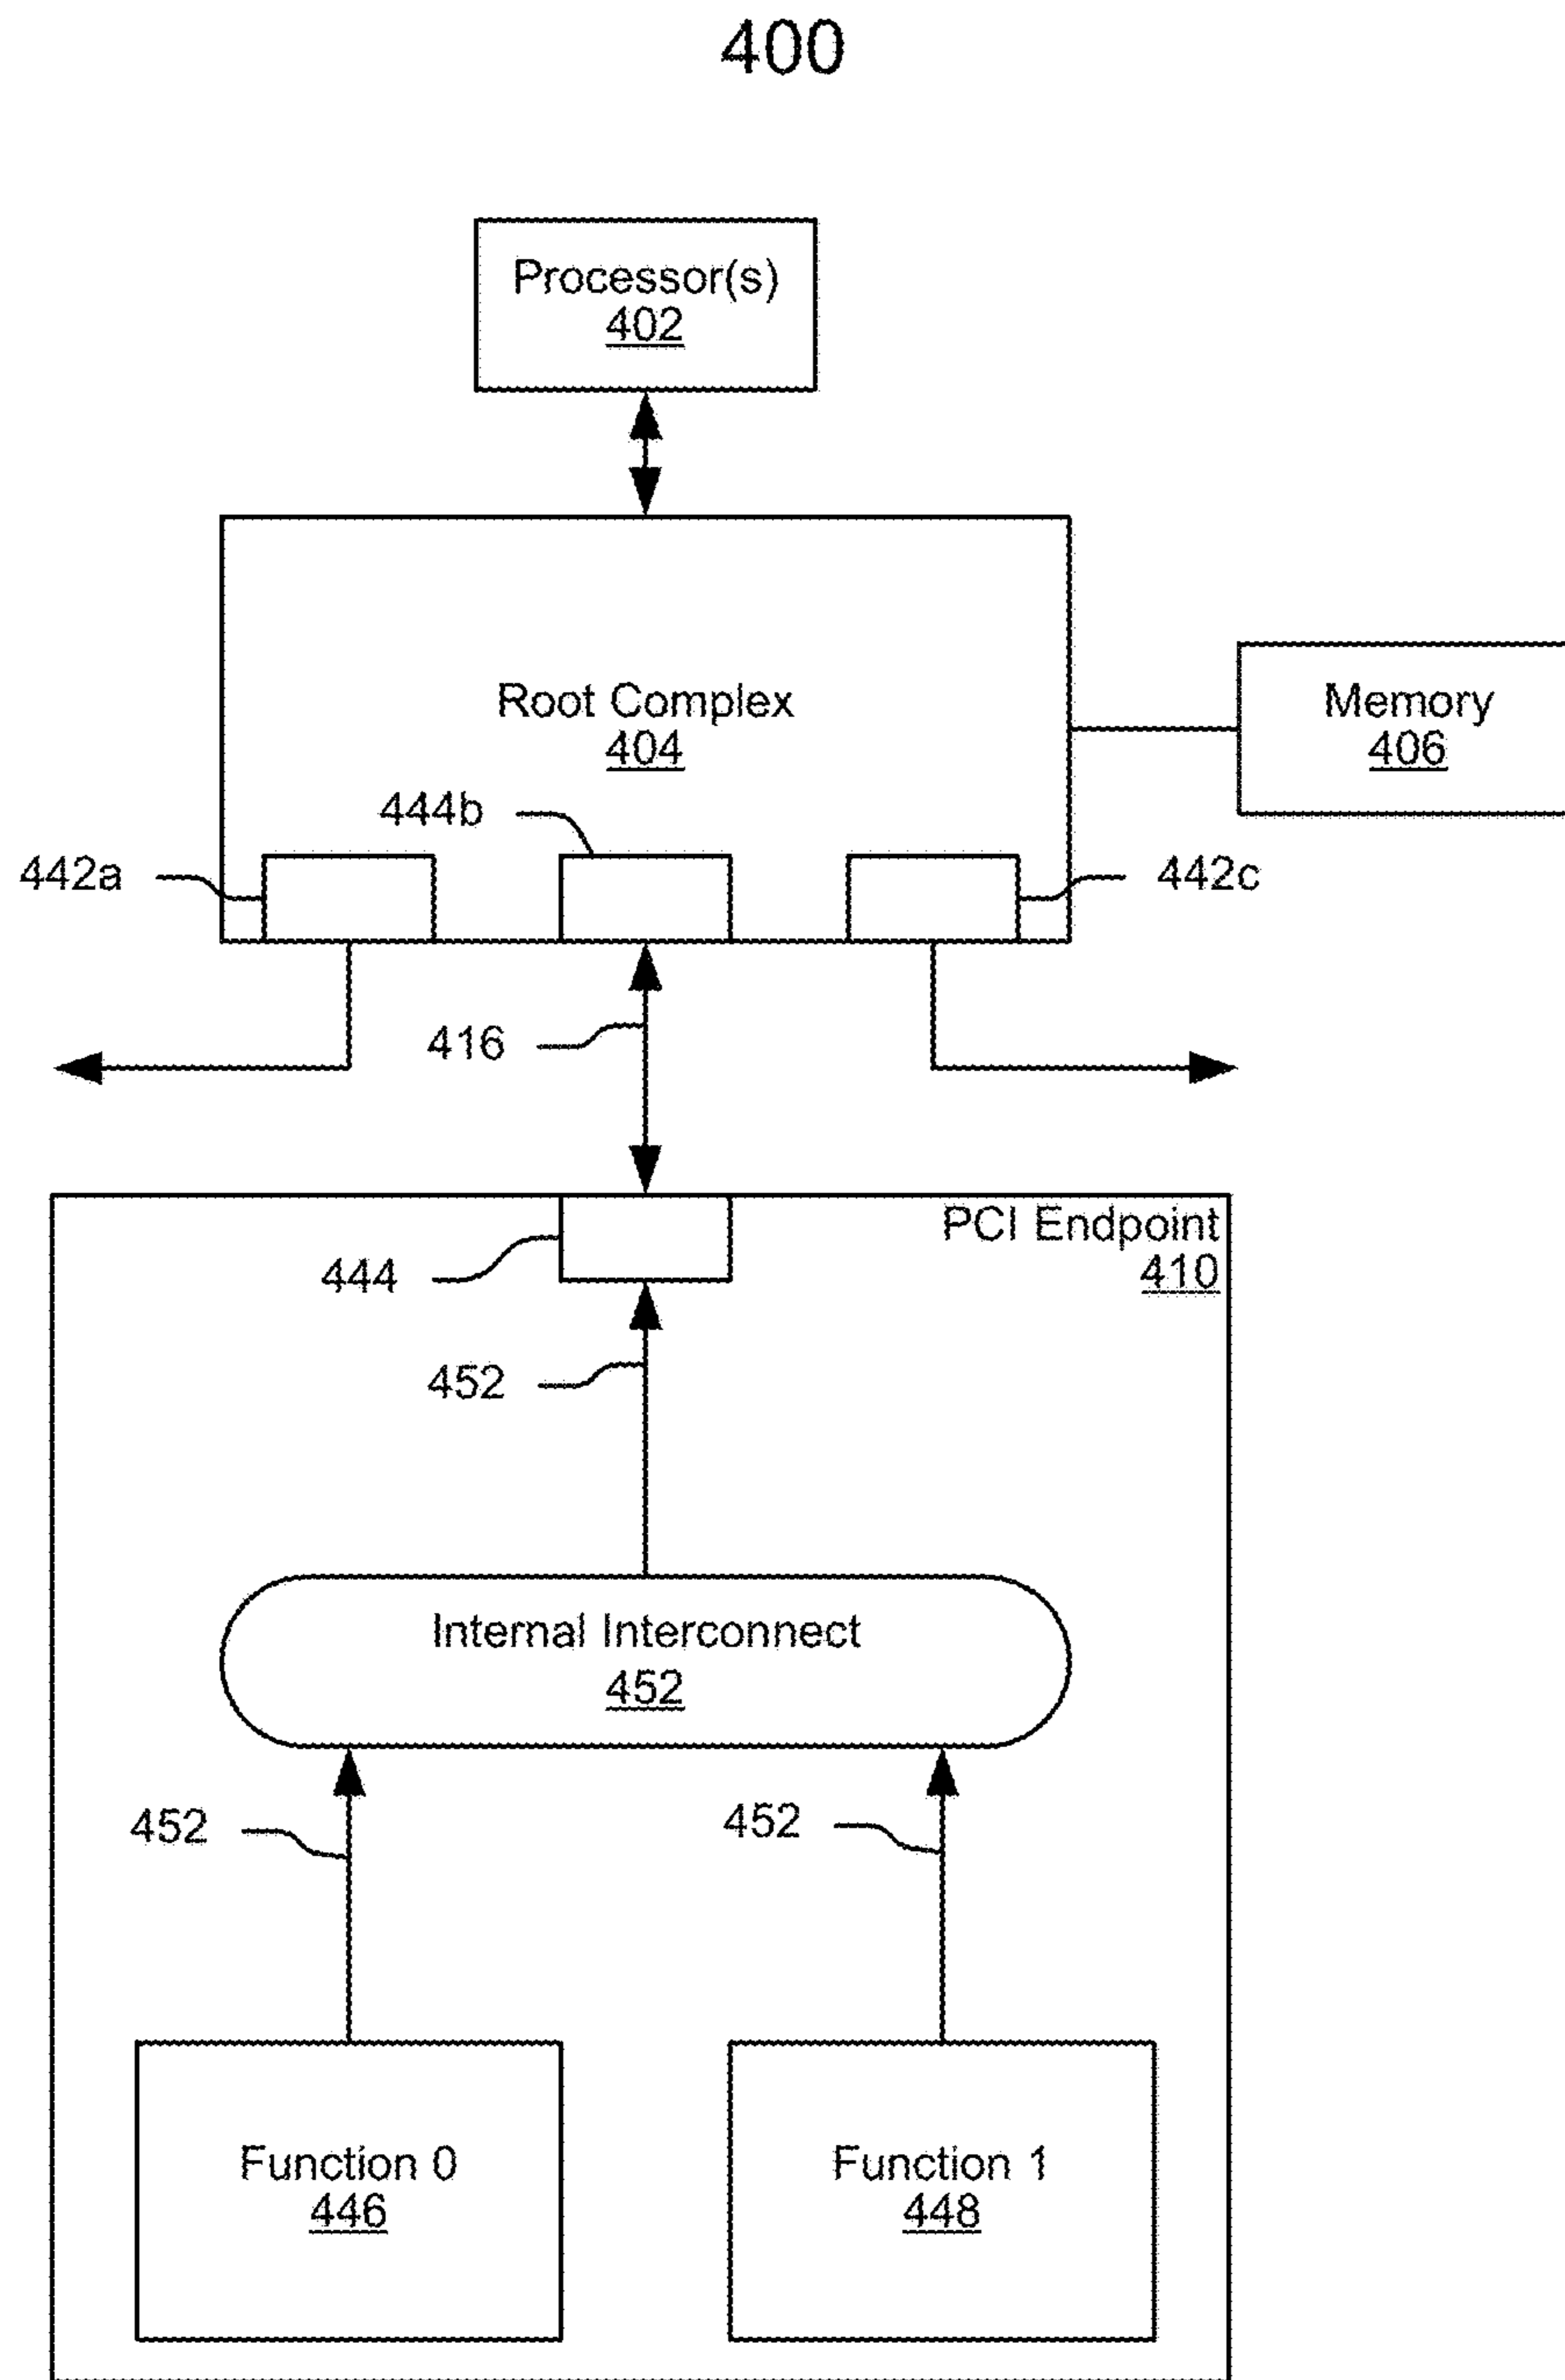 400
Processor(s)
402
Root Complex
404
Memory
406
444b
442a
442c
416
PCI Endpoint
410
444
452
Internal Interconnect
452
452
452
Function 0
446
Function 1
448